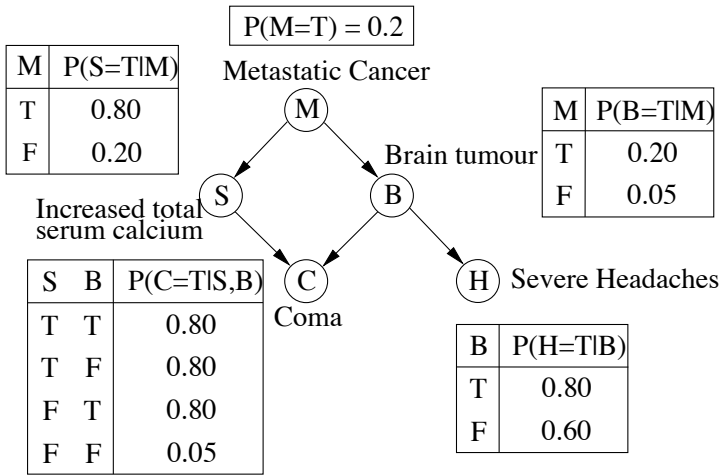 P(M=T) = 0.2
M P(S=T|M)
T 0.80
F 0.20
Metastatic Cancer
M
M P(B=T|M)
T 0.20
F 0.05
Brain tumour
S
B
Increased total
serum calcium
S B P(C=T|S,B)
T T 0.80
T F 0.80
F T 0.80
F F 0.05
C
Coma
H
Severe Headaches
B P(H=T|B)
T 0.80
F 0.60